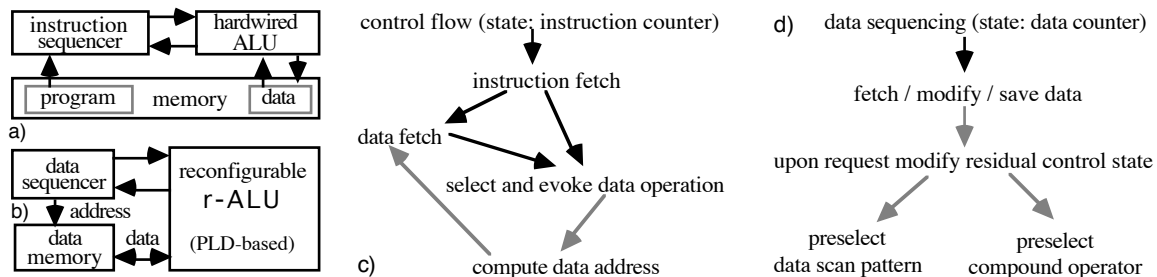 instruction
sequencer
hardwired
ALU
program
memory
data
a)
data
sequencer
b)
address
data
memory
data
reconfigurable
r-ALU
(PLD-based)
control flow (state: instruction counter)
instruction fetch
data fetch
select and evoke data operation
c)
compute data address
d)
data sequencing (state: data counter)
fetch / modify / save data
upon request modify residual control state
preselect
data scan pattern
preselect
compound operator